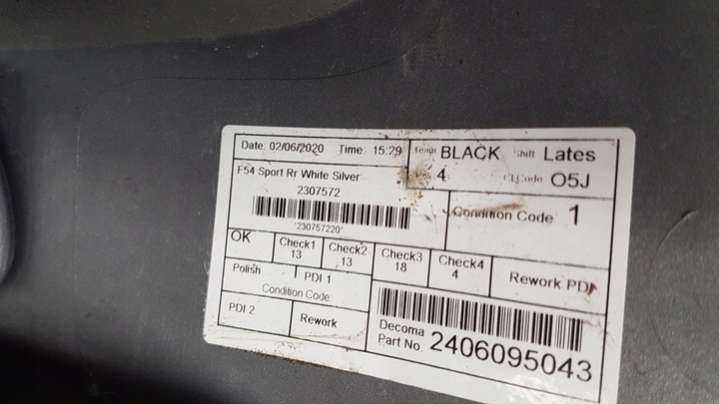 Date: 02/06/2020 Time: 15:29 BLACK Shift Lates
4 O5J
F54 Sport Rr White Silver
2307572
*230757220*
Condition Code 1
OK Check1 Check2 Check3 Check4 Rework PDI
13 13 18 4
Polish PDI 1
Condition Code
PDI 2 Rework
Decoma
Part No. 2406095043